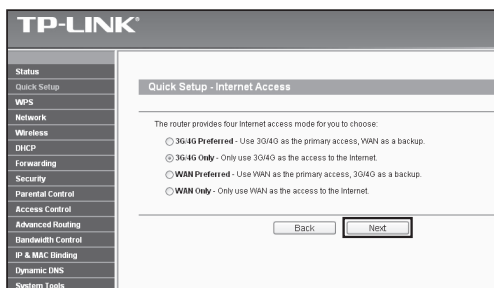 TP-LINK®
Status
Quick Setup
WPS
Network
Wireless
DHCP
Forwarding
Security
Parental Control
Access Control
Advanced Routing
Bandwidth Control
IP & MAC Binding
Dynamic DNS
System Tools
Quick Setup - Internet Access
The router provides four Internet access mode for you to choose:
3G/4G Preferred - Use 3G/4G as the primary access, WAN as a backup.
3G/4G Only - Only use 3G/4G as the access to the Internet.
WAN Preferred - Use WAN as the primary access, 3G/4G as a backup.
WAN Only - Only use WAN as the access to the Internet.
Back Next